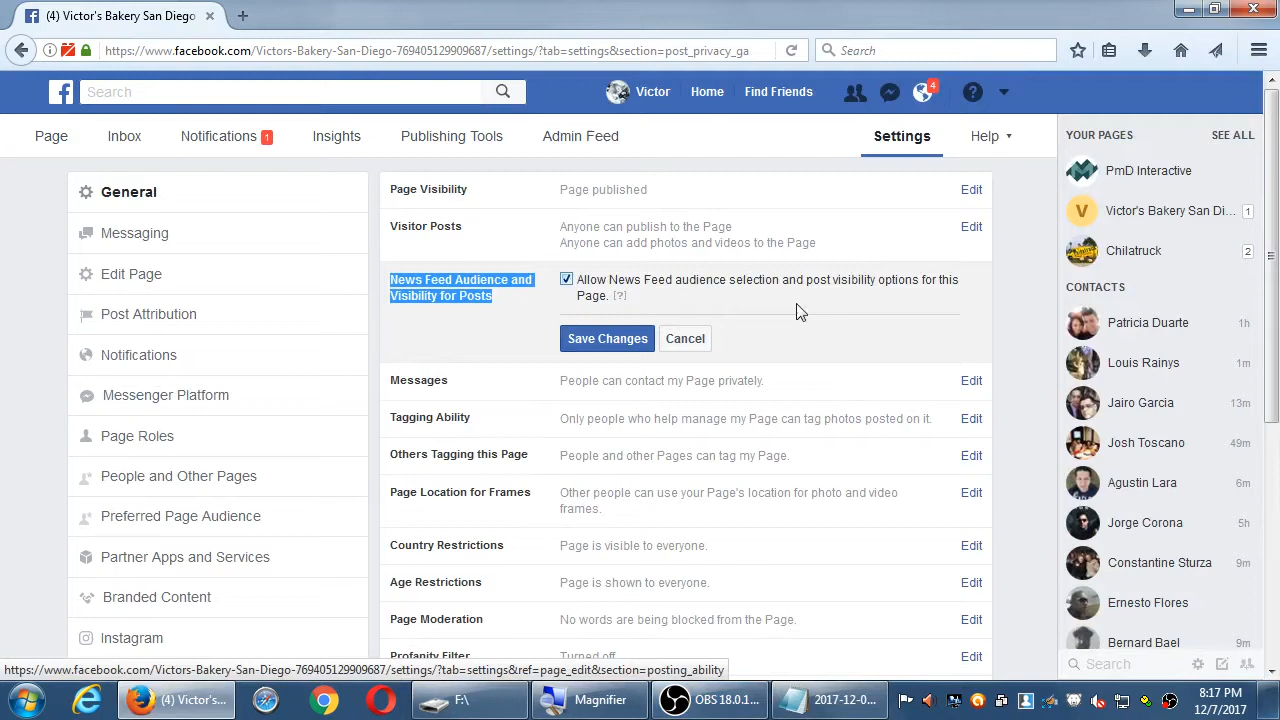 (4) Victor's Bakery San Diego
https://www.facebook.com/Victors-Bakery-San-Diego-769405129909687/settings/?tab=settings&section=post_privacy_ga
Search
Search
Victor
Home
Find Friends
4
Page
Inbox
Notifications 1
Insights
Publishing Tools
Admin Feed
Settings
Help
General
Messaging
Edit Page
Post Attribution
Notifications
Messenger Platform
Page Roles
People and Other Pages
Preferred Page Audience
Partner Apps and Services
Branded Content
Instagram
Page Visibility
Page published
Edit
Visitor Posts
Anyone can publish to the Page
Anyone can add photos and videos to the Page
Edit
News Feed Audience and
Visibility for Posts
Allow News Feed audience selection and post visibility options for this
Page. [?]
Save Changes
Cancel
Messages
People can contact my Page privately.
Edit
Tagging Ability
Only people who help manage my Page can tag photos posted on it.
Edit
Others Tagging this Page
People and other Pages can tag my Page.
Edit
Page Location for Frames
Other people can use your Page's location for photo and video
frames.
Edit
Country Restrictions
Page is visible to everyone.
Edit
Age Restrictions
Page is shown to everyone.
Edit
Page Moderation
No words are being blocked from the Page.
Edit
Profanity Filter
Turned off
Edit
YOUR PAGES
SEE ALL
PmD Interactive
V
Victor's Bakery San Di...
1
Chilatruck
2
CONTACTS
Patricia Duarte
1h
Louis Rainys
1m
Jairo Garcia
13m
Josh Toscano
49m
Agustin Lara
6m
Jorge Corona
5h
Constantine Sturza
9m
Ernesto Flores
Bernard Bael
9m
Search
https://www.facebook.com/Victors-Bakery-San-Diego-769405129909687/settings/?tab=settings&ref=page_edit&section=posting_ability
(4) Victor's...
F:\
Magnifier
OBS 18.0.1...
2017-12-0...
8:17 PM
12/7/2017